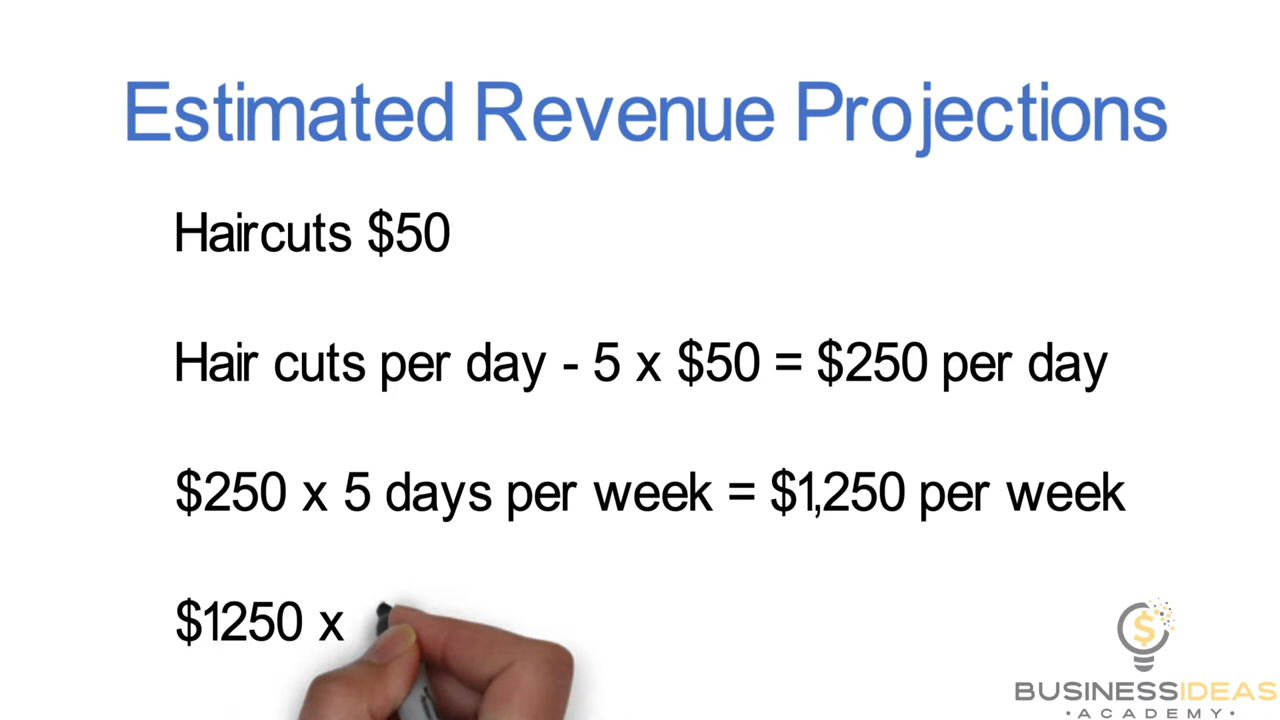 Estimated Revenue Projections
Haircuts $50
Hair cuts per day - 5 x $50 = $250 per day
$250 x 5 days per week = $1,250 per week
$1250 x
$
BUSINESSIDEAS
•ACADEMY•